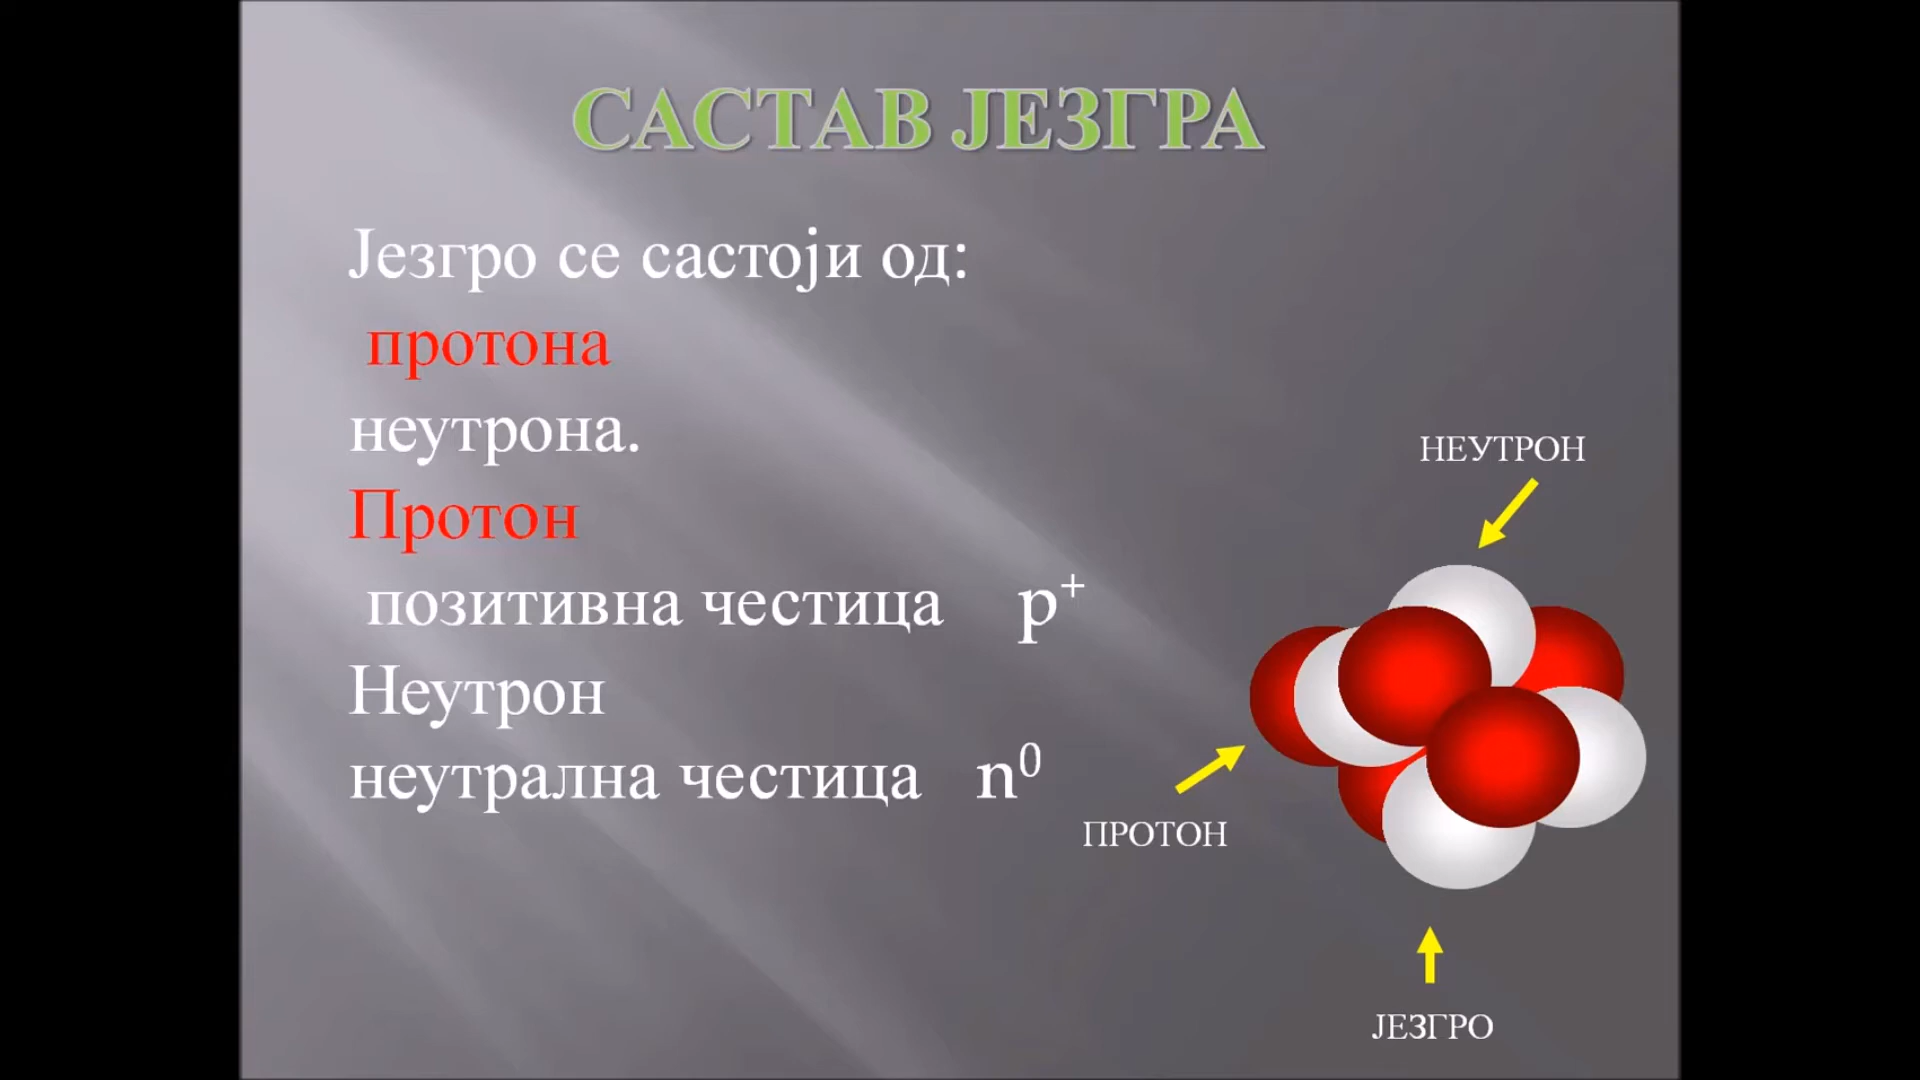 САСТАВ ЈЕЗГРА
Језгро се састоји од:
протона
неутрона.
Протон
позитивна честица p⁺
Неутрон
неутрална честица n⁰
НЕУТРОН
ПРОТОН
ЈЕЗГРО